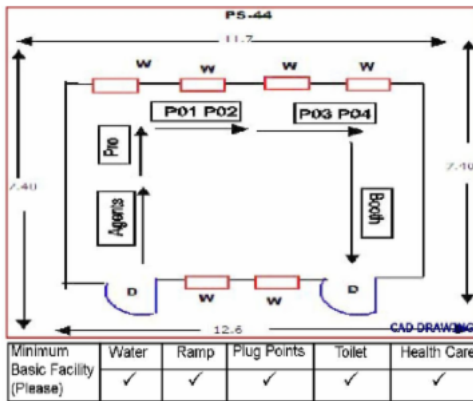 PS-44
11.7
W W W W
P01 P02 P03 P04
7.40 Pro 7.40
Agents Booth
D W W D
12.6 CAD DRAWING
Minimum Basic Facility (Please) Water Ramp Plug Points Toilet Health Care
✓ ✓ ✓ ✓ ✓